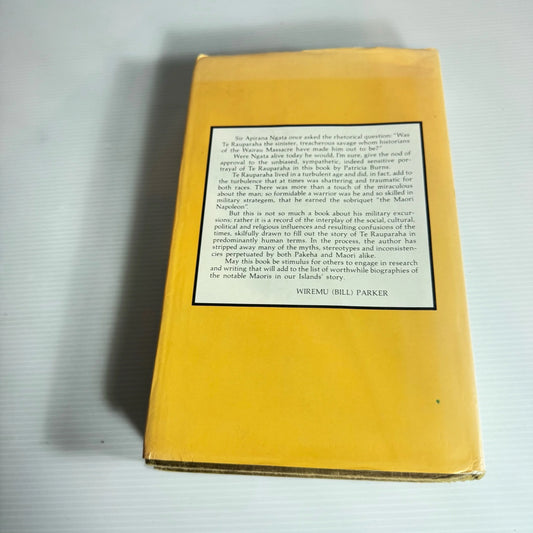 Sir Apirana Ngata once asked the rhetorical question: "Was
Te Rauparaha the sinister, treacherous savage whom historians
of the Wairau Massacre have made him out to be?"
Were Ngata alive today he would, I'm sure, give the nod of
approval to the unbiased, sympathetic, indeed sensitive por-
trayal of Te Rauparaha in this book by Patricia Burns.
Te Rauparaha lived in a turbulent age and did, in fact, add to
the turbulence that at times was shattering and traumatic for
both races. There was more than a touch of the miraculous
about the man; so formidable a warrior was he and so skilled in
military strategem, that he earned the sobriquet "the Maori
Napoleon".
But this is not so much a book about his military excur-
sions; rather it is a record of the interplay of the social, cultural,
political and religious influences and resulting confusions of the
times, skilfully drawn to fill out the story of Te Rauparaha in
predominantly human terms. In the process, the author has
stripped away many of the myths, stereotypes and inconsisten-
cies perpetuated by both Pakeha and Maori alike.
May this book be stimulus for others to engage in research
and writing that will add to the list of worthwhile biographies of
the notable Maoris in our Islands' story.
WIREMU (BILL) PARKER